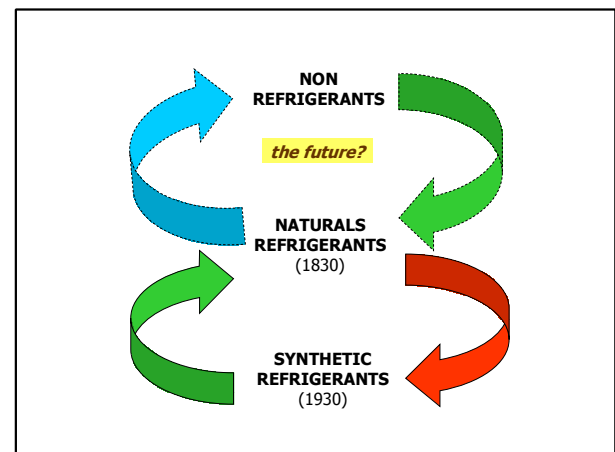 NON
REFRIGERANTS
the future?
NATURALS
REFRIGERANTS
(1830)
SYNTHETIC
REFRIGERANTS
(1930)